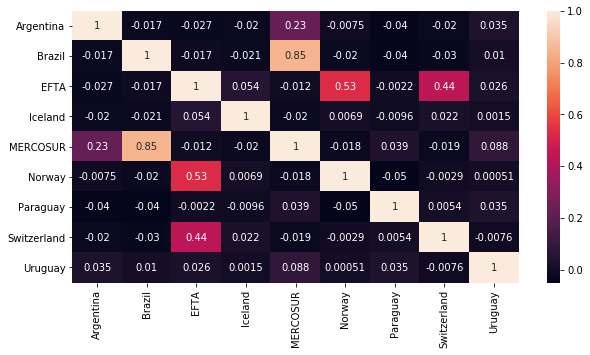 Argentina 1 -0.017 -0.027 -0.02 0.23 -0.0075 -0.04 -0.02 0.035
Brazil -0.017 1 -0.017 -0.021 0.85 -0.02 -0.04 -0.03 0.01
EFTA -0.027 -0.017 1 0.054 -0.012 0.53 -0.0022 0.44 0.026
Iceland -0.02 -0.021 0.054 1 -0.02 0.0069 -0.0096 0.022 0.0015
MERCOSUR 0.23 0.85 -0.012 -0.02 1 -0.018 0.039 -0.019 0.088
Norway -0.0075 -0.02 0.53 0.0069 -0.018 1 -0.05 -0.0029 0.00051
Paraguay -0.04 -0.04 -0.0022 -0.0096 0.039 -0.05 1 0.0054 0.035
Switzerland -0.02 -0.03 0.44 0.022 -0.019 -0.0029 0.0054 1 -0.0076
Uruguay 0.035 0.01 0.026 0.0015 0.088 0.00051 0.035 -0.0076 1
Argentina
Brazil
EFTA
Iceland
MERCOSUR
Norway
Paraguay
Switzerland
Uruguay
1.0
0.8
0.6
0.4
0.2
0.0